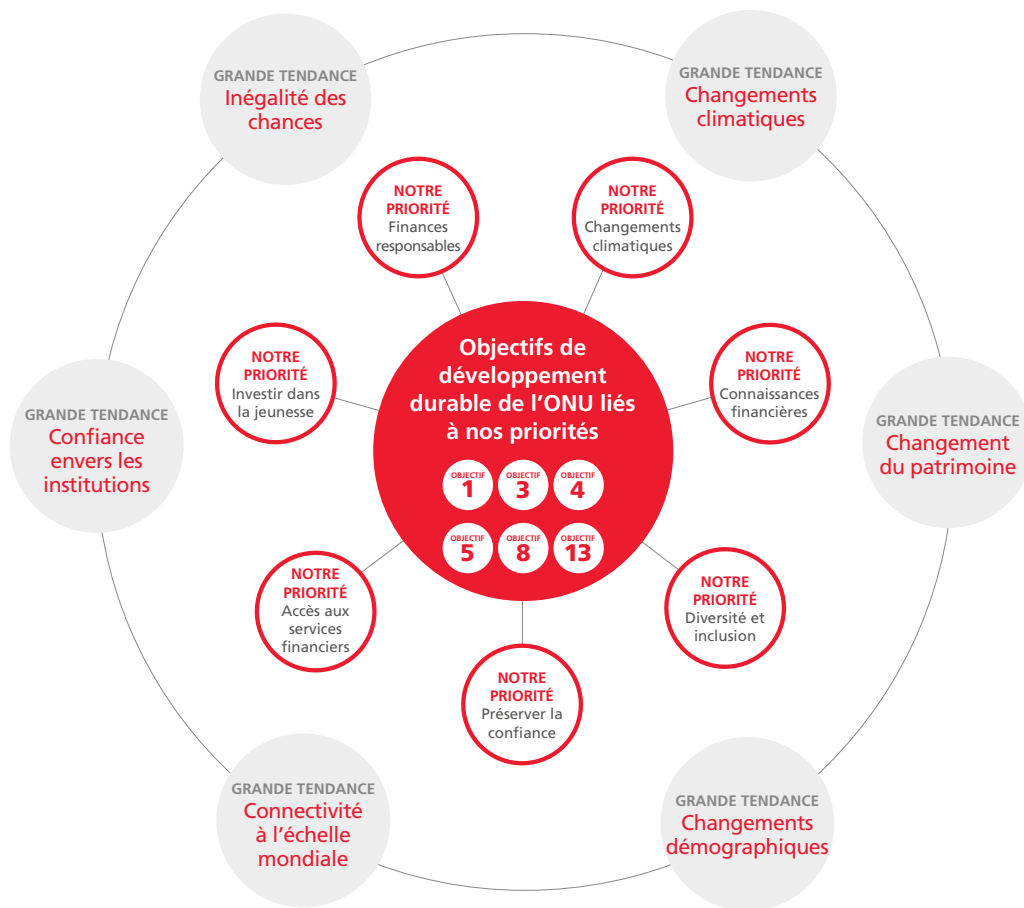 GRANDE TENDANCE
Inégalité des
chances
GRANDE TENDANCE
Changements
climatiques
NOTRE
PRIORITÉ
Finances
responsables
NOTRE
PRIORITÉ
Changements
climatiques
NOTRE
PRIORITÉ
Investir dans
la jeunesse
Objectifs de
développement
durable de l’ONU liés
à nos priorités
OBJECTIF
1
OBJECTIF
3
OBJECTIF
4
OBJECTIF
5
OBJECTIF
8
OBJECTIF
13
NOTRE
PRIORITÉ
Connaissances
financières
GRANDE TENDANCE
Confiance
envers les
institutions
GRANDE TENDANCE
Changement
du patrimoine
NOTRE
PRIORITÉ
Accès aux
services
financiers
NOTRE
PRIORITÉ
Diversité et
inclusion
NOTRE
PRIORITÉ
Préserver la
confiance
GRANDE TENDANCE
Connectivité
à l’échelle
mondiale
GRANDE TENDANCE
Changements
démographiques